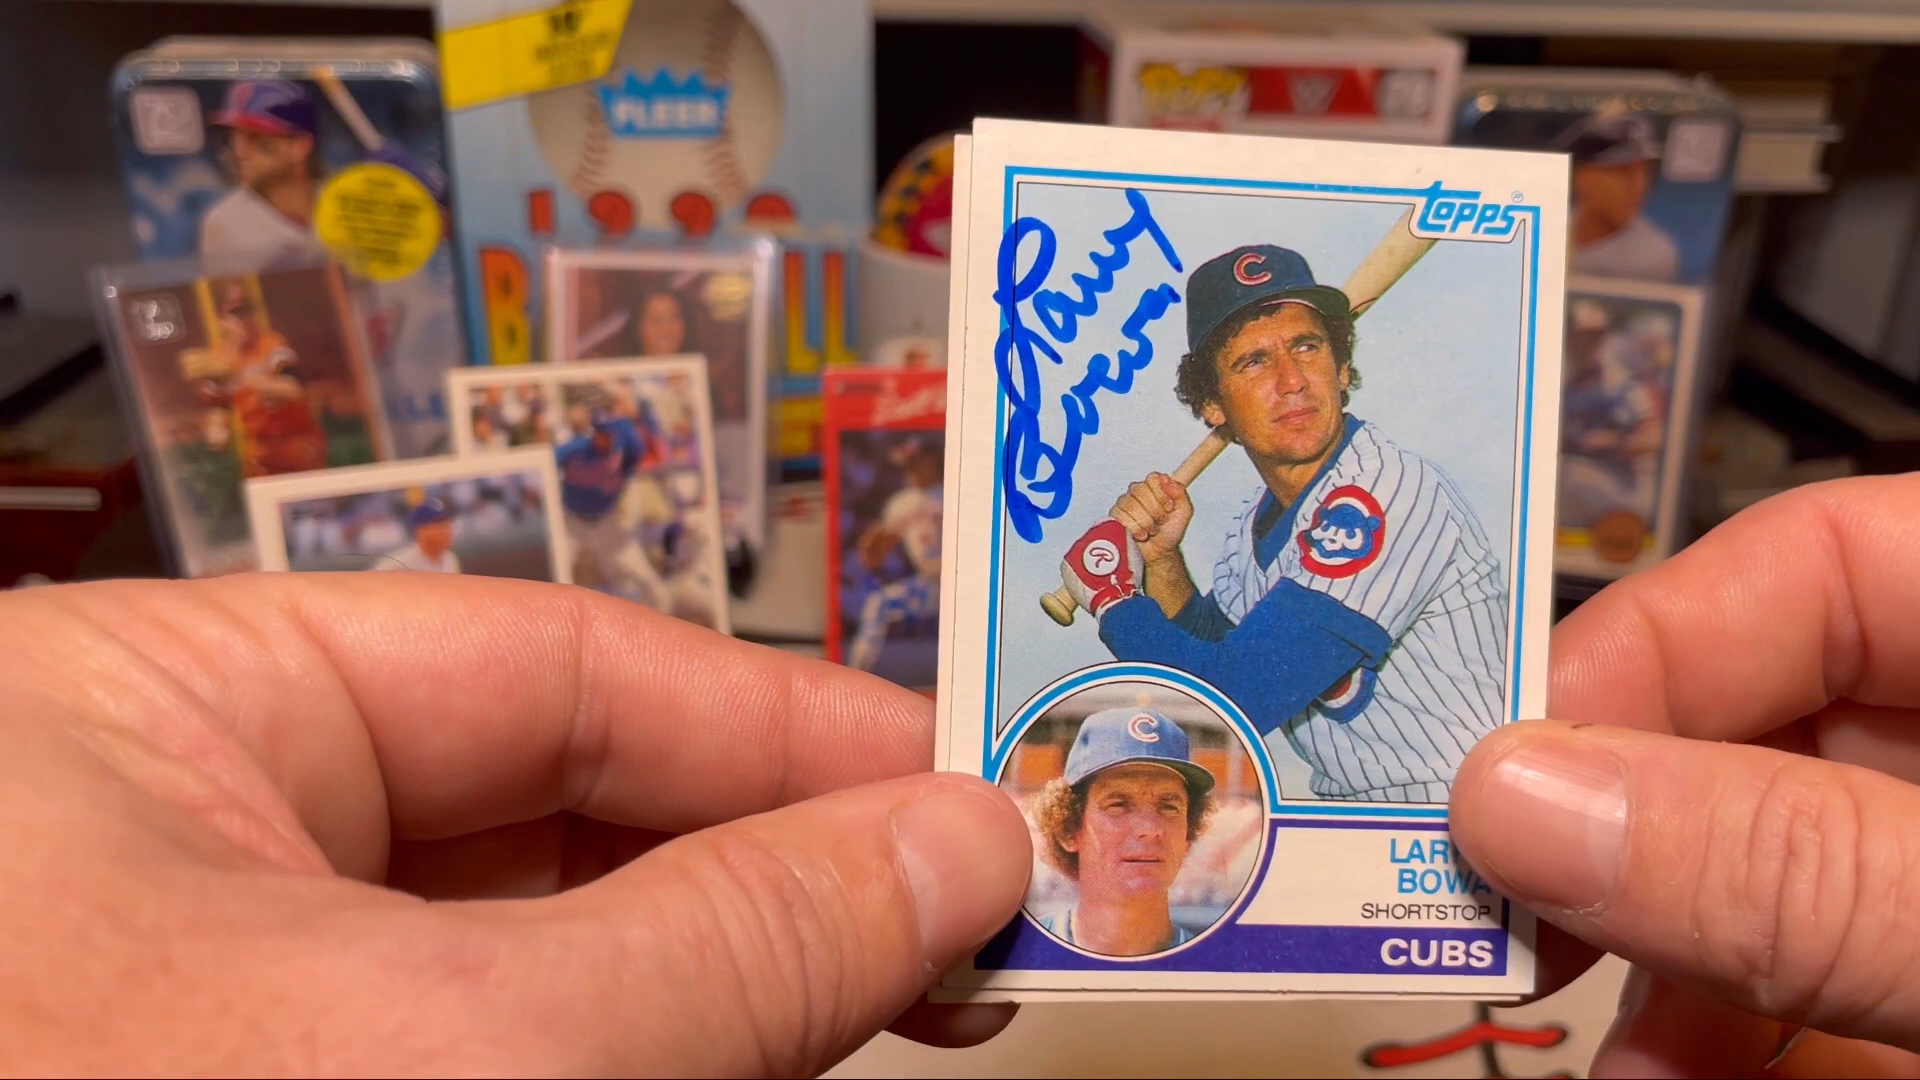 FLEER
topps
Larry
Bowa
C
C
R
LARRY
BOWA
SHORTSTOP
CUBS